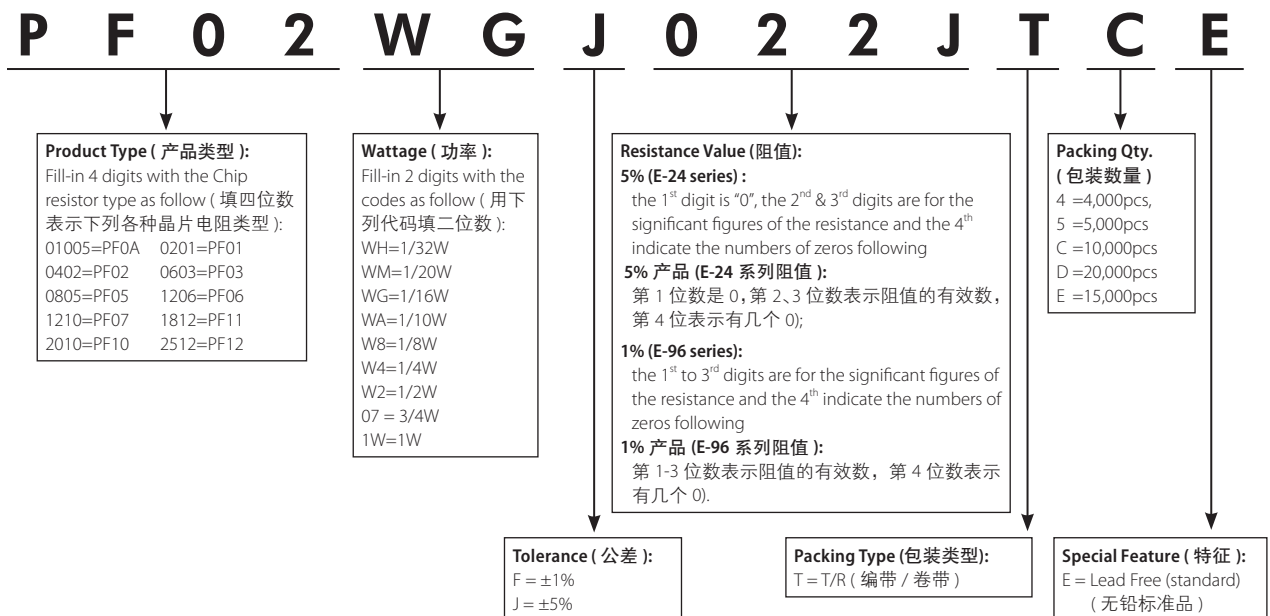 P F 0 2 W G J 0 2 2 J T C E
Product Type ( 产品类型 ):
Fill-in 4 digits with the Chip
resistor type as follow ( 填四位数
表示下列各种晶片电阻类型 ):
01005=PF0A 0201=PF01
0402=PF02 0603=PF03
0805=PF05 1206=PF06
1210=PF07 1812=PF11
2010=PF10 2512=PF12
Wattage ( 功率 ):
Fill-in 2 digits with the
codes as follow ( 用下
列代码填二位数 ):
WH=1/32W
WM=1/20W
WG=1/16W
WA=1/10W
W8=1/8W
W4=1/4W
W2=1/2W
07 = 3/4W
1W=1W
Resistance Value (阻值):
5% (E-24 series) :
the 1st digit is “0”, the 2nd & 3rd digits are for the
significant figures of the resistance and the 4th
indicate the numbers of zeros following
5% 产品 (E-24 系列阻值 ):
第 1 位数是 0，第 2、3 位数表示阻值的有效数，
第 4 位表示有几个 0);
1% (E-96 series):
the 1st to 3rd digits are for the significant figures of
the resistance and the 4th indicate the numbers of
zeros following
1% 产品 (E-96 系列阻值 ):
第 1-3 位数表示阻值的有效数，第 4 位数表示
有几个 0).
Packing Qty.
( 包装数量 )
4 =4,000pcs,
5 =5,000pcs
C =10,000pcs
D =20,000pcs
E =15,000pcs
Tolerance ( 公差 ):
F = ±1%
J = ±5%
Packing Type (包装类型):
T = T/R ( 编带 / 卷带 )
Special Feature ( 特征 ):
E = Lead Free (standard)
( 无铅标准品 )